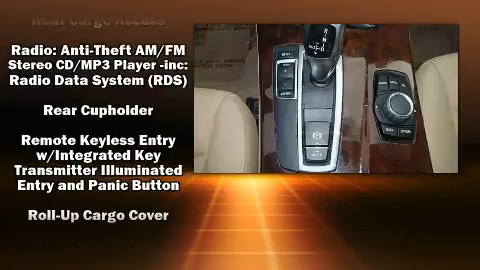 Rear Cargo Access
Radio: Anti-Theft AM/FM
Stereo CD/MP3 Player -inc:
Radio Data System (RDS)
Rear Cupholder
Remote Keyless Entry
w/Integrated Key
Transmitter Illuminated
Entry and Panic Button
Roll-Up Cargo Cover